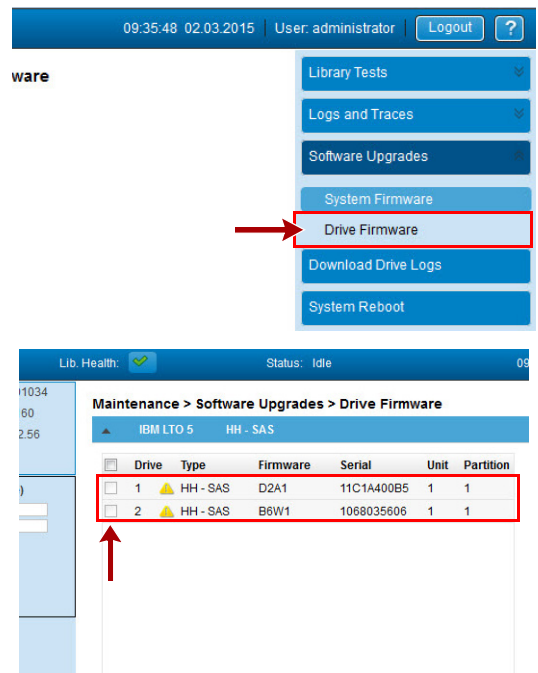 09:35:48 02.03.2015 User: administrator Logout ?
ware
Library Tests
Logs and Traces
Software Upgrades
System Firmware
Drive Firmware
Download Drive Logs
System Reboot
Lib. Health: Status: Idle 09
1034
60
2.56
)
Maintenance > Software Upgrades > Drive Firmware
IBM LTO 5 HH - SAS
Drive Type Firmware Serial Unit Partition
1 HH - SAS D2A1 11C1A400B5 1 1
2 HH - SAS B6W1 1068035606 1 1